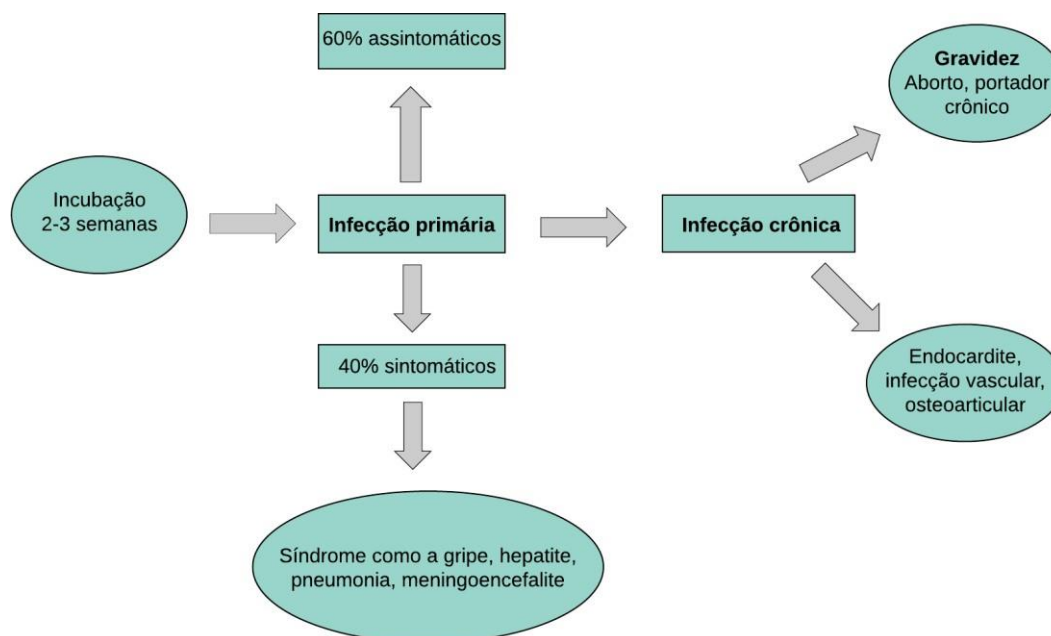 60% assintomáticos
Gravidez
Aborto, portador
crônico
Incubação
2-3 semanas
Infecção primária
Infecção crônica
40% sintomáticos
Endocardite,
infecção vascular,
osteoarticular
Síndrome como a gripe, hepatite,
pneumonia, meningoencefalite